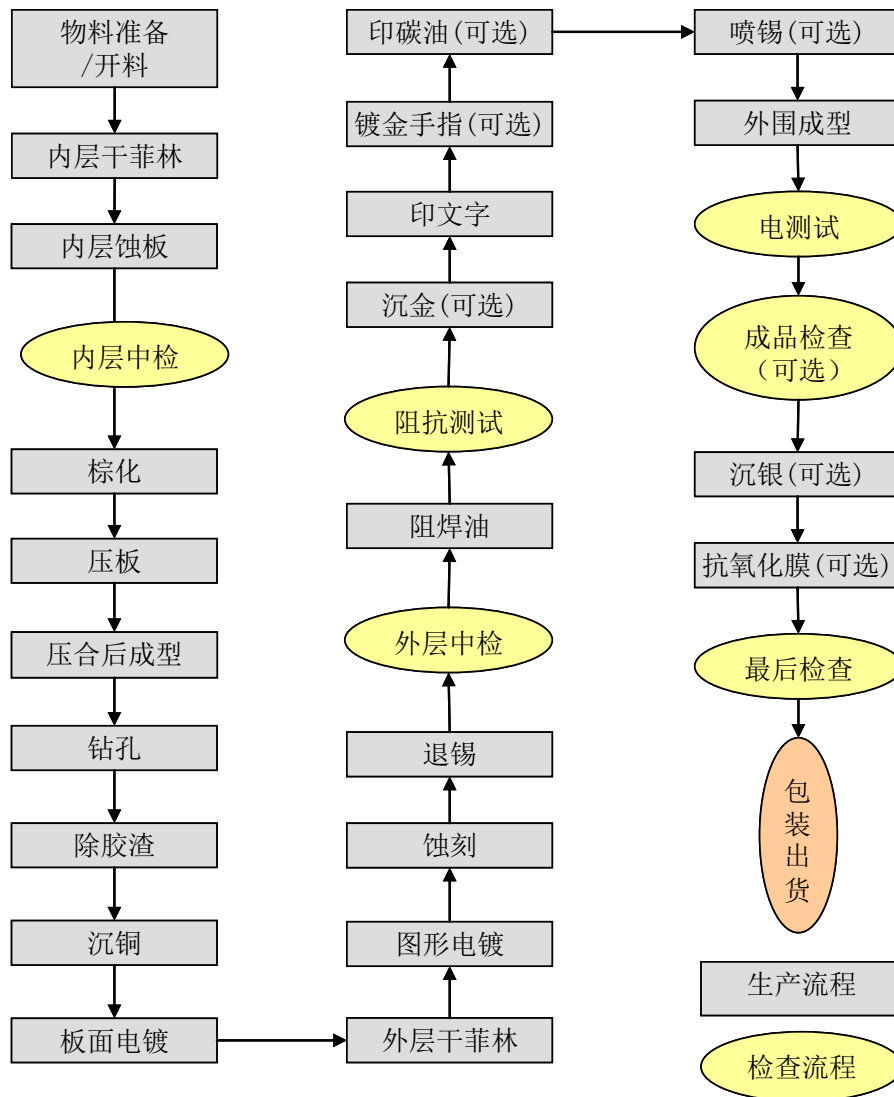 物料准备
/开料
内层干菲林
内层蚀板
内层中检
棕化
压板
压合后成型
钻孔
除胶渣
沉铜
板面电镀
外层干菲林
图形电镀
蚀刻
退锡
外层中检
阻焊油
阻抗测试
沉金(可选)
印文字
镀金手指(可选)
印碳油(可选)
喷锡(可选)
外围成型
电测试
成品检查
（可选）
沉银(可选)
抗氧化膜(可选)
最后检查
包装出货
生产流程
检查流程